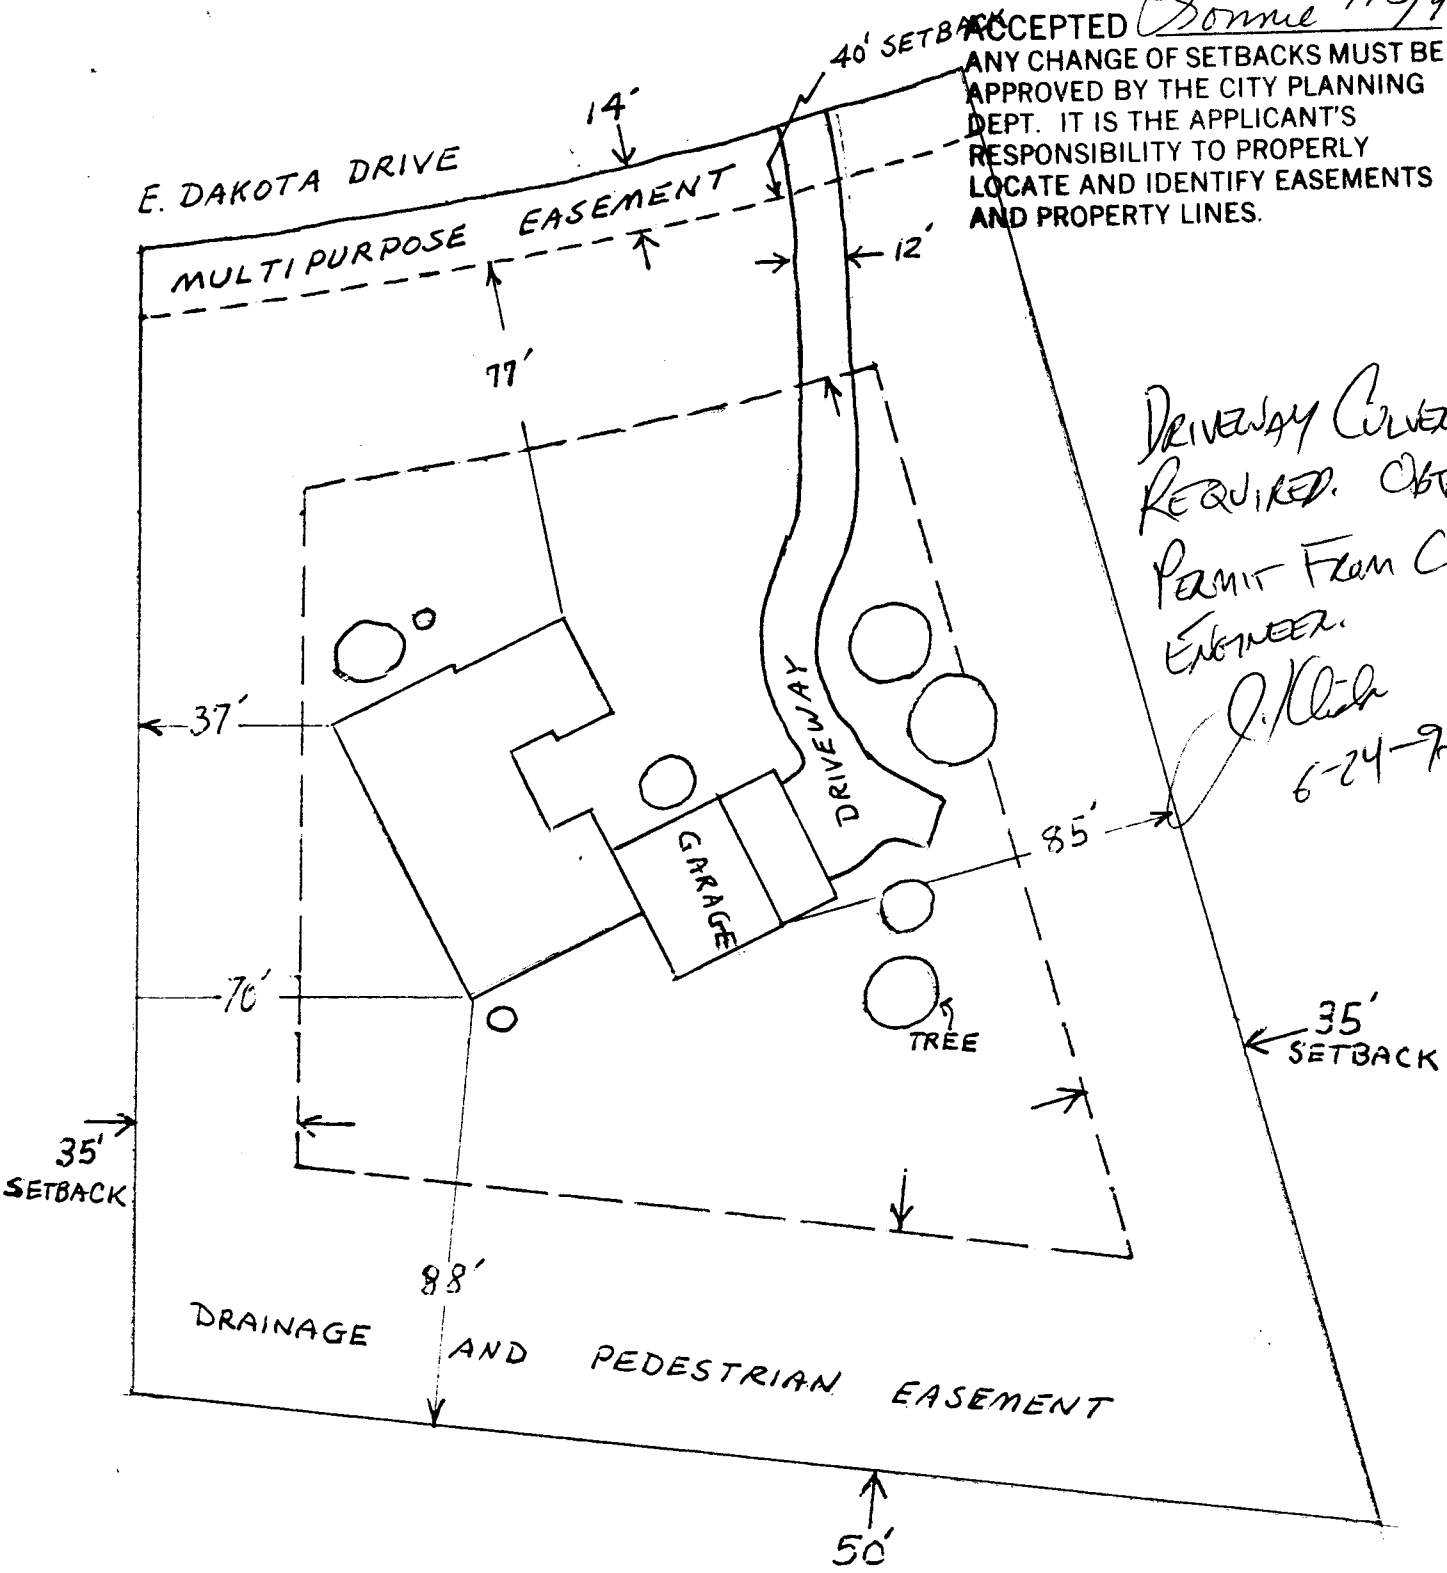 ACCEPTED Bonnie
ANY CHANGE OF SETBACKS MUST BE
APPROVED BY THE CITY PLANNING
DEPT. IT IS THE APPLICANT'S
RESPONSIBILITY TO PROPERLY
LOCATE AND IDENTIFY EASEMENTS
AND PROPERTY LINES.
40' SETBACK
14'
E. DAKOTA DRIVE
MULTIPURPOSE EASEMENT
12'
77'
DRIVEWAY
REQUIRED.
PERMIT FROM C
ENGINEER.
6-24-9
37'
DRIVEWAY
GARAGE
85'
70'
TREE
35'
SETBACK
35'
SETBACK
88'
DRAINAGE AND PEDESTRIAN EASEMENT
50'